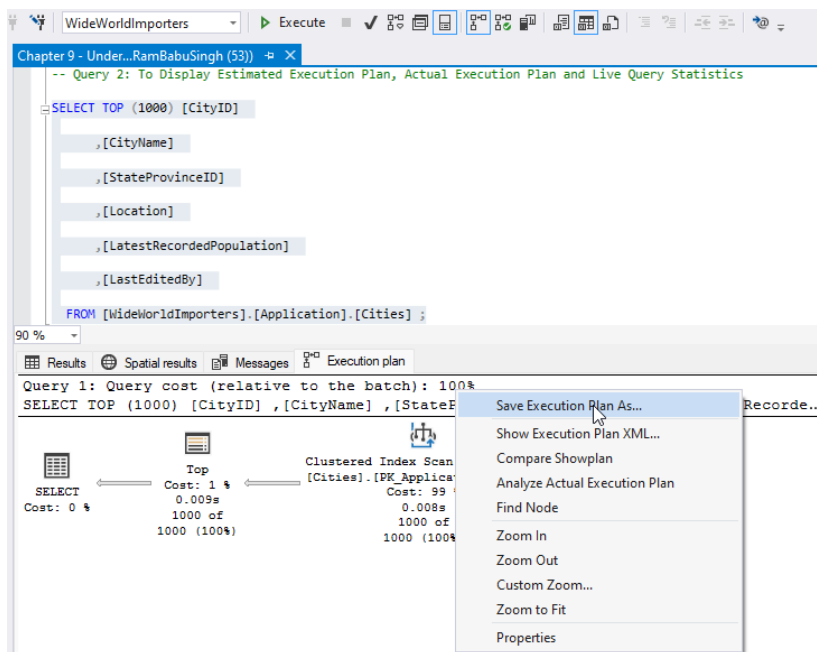 WideWorldImporters
Execute
Chapter 9 - Under...RamBabuSingh (53))
-- Query 2: To Display Estimated Execution Plan, Actual Execution Plan and Live Query Statistics
SELECT TOP (1000) [CityID]
,[CityName]
,[StateProvinceID]
,[Location]
,[LatestRecordedPopulation]
,[LastEditedBy]
FROM [WideWorldImporters].[Application].[Cities] ;
90 %
Results Spatial results Messages Execution plan
Query 1: Query cost (relative to the batch): 100%
SELECT TOP (1000) [CityID] ,[CityName] ,[StateP Recorde..
SELECT
Cost: 0 %
Top
Cost: 1 %
0.009s
1000 of
1000 (100%)
Clustered Index Scan
[Cities].[PK_Applica
Cost: 99
0.008s
1000 of
1000 (100%
Save Execution Plan As...
Show Execution Plan XML...
Compare Showplan
Analyze Actual Execution Plan
Find Node
Zoom In
Zoom Out
Custom Zoom...
Zoom to Fit
Properties